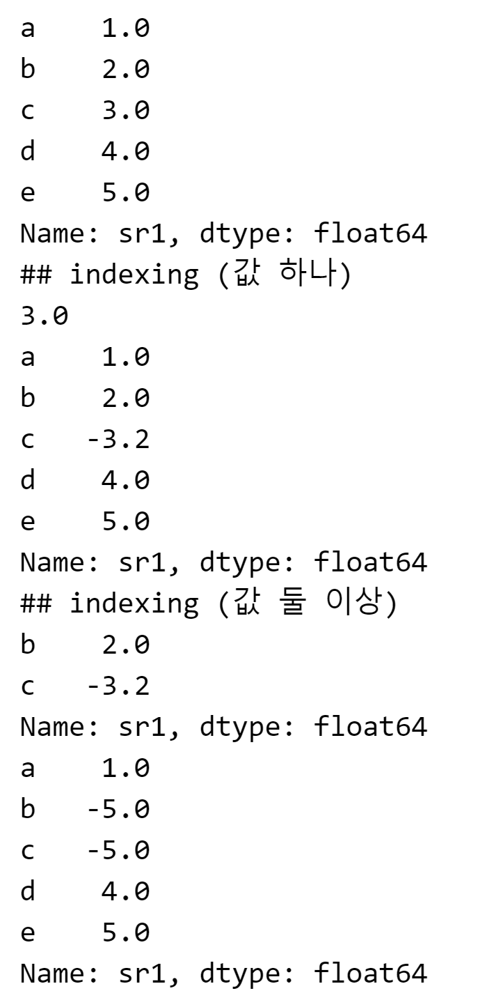 a    1.0
b    2.0
c    3.0
d    4.0
e    5.0
Name: sr1, dtype: float64
## indexing (값 하나)
3.0
a    1.0
b    2.0
c   -3.2
d    4.0
e    5.0
Name: sr1, dtype: float64
## indexing (값 둘 이상)
b    2.0
c   -3.2
Name: sr1, dtype: float64
a    1.0
b   -5.0
c   -5.0
d    4.0
e    5.0
Name: sr1, dtype: float64